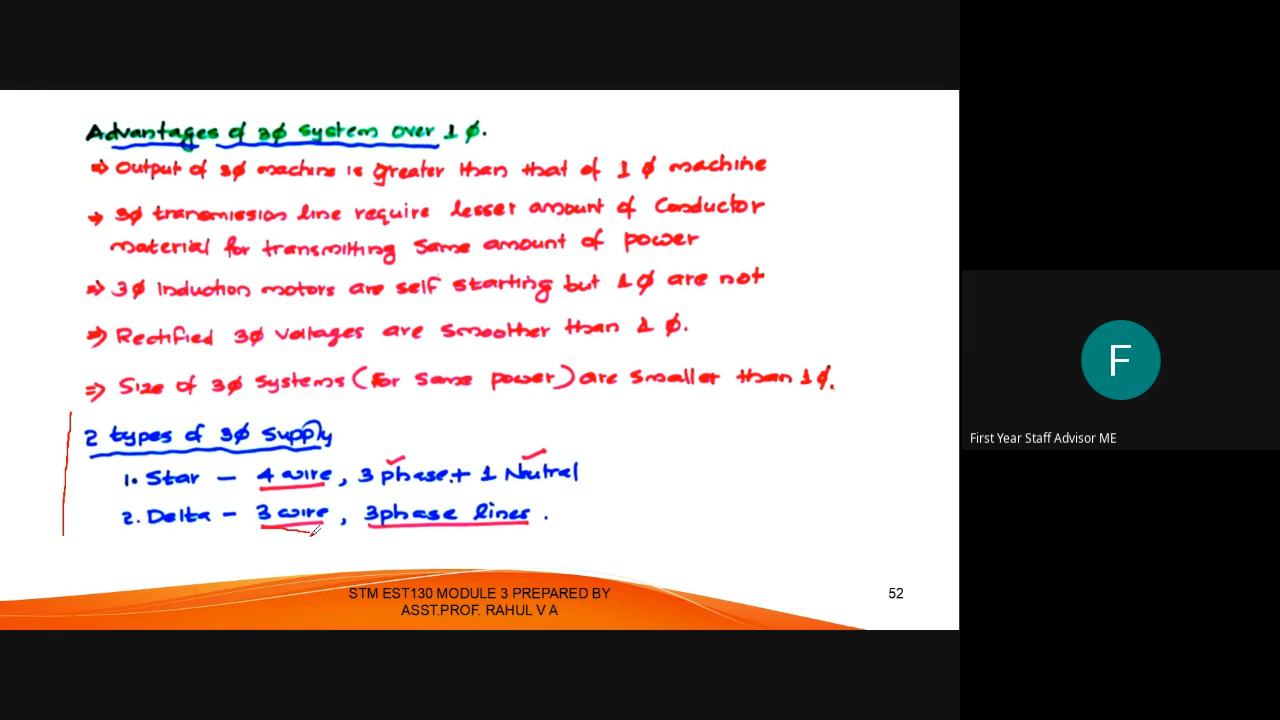 Advantages of 3φ system over 1 φ.
⇒ Output of 3φ machine is greater than that of 1 φ machine
→ 3φ transmission line require lesser amount of conductor
material for transmitting same amount of power
⇒ 3φ Induction motors are self starting but 1φ are not
⇒ Rectified 3φ voltages are smoother than 1 φ.
⇒ Size of 3φ systems (for same power) are smaller than 1φ.
2 types of 3φ supply
1. Star – 4 wire, 3 phase + 1 Neutral
2. Delta – 3 wire, 3phase lines.
STM EST130 MODULE 3 PREPARED BY
ASST.PROF. RAHUL V A
52
F
First Year Staff Advisor ME